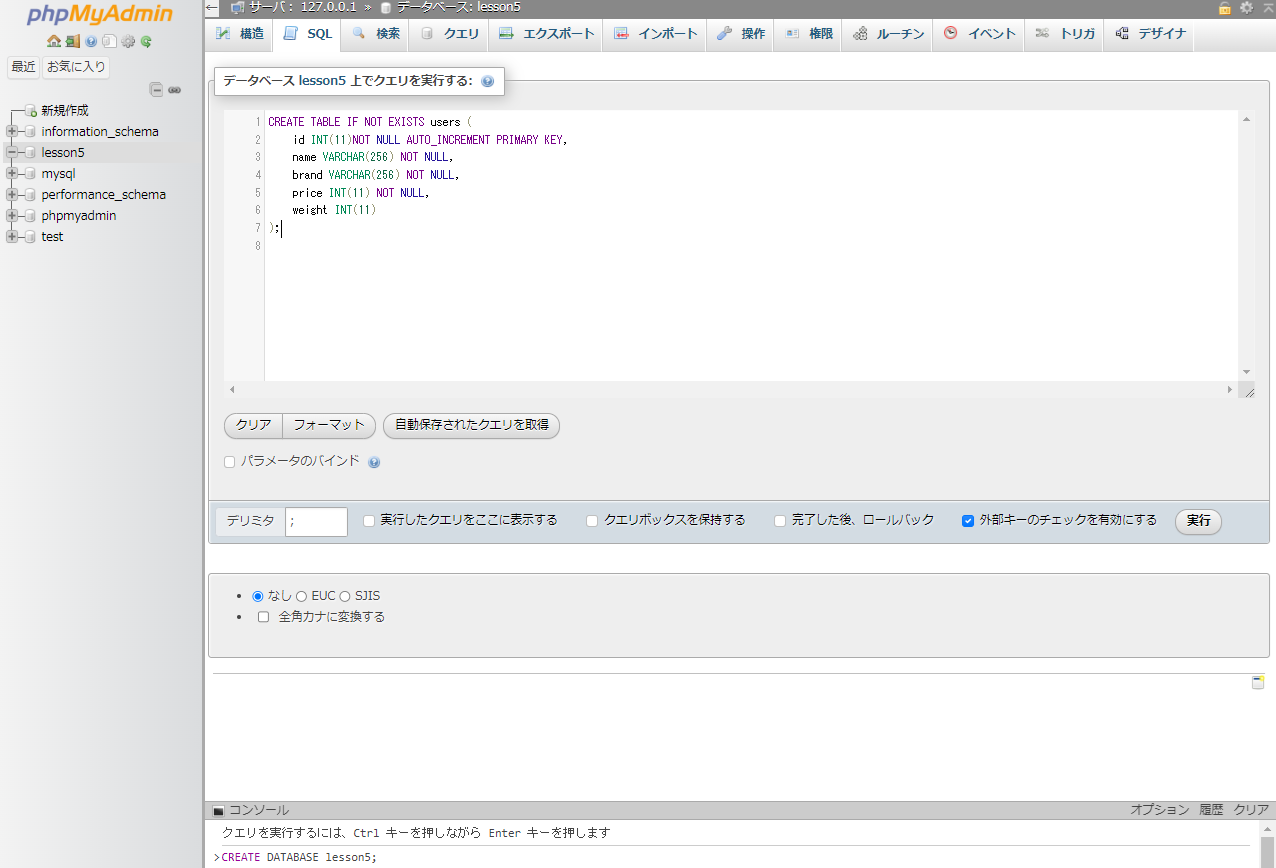 phpMyAdmin
最近 お気に入り
新規作成
information_schema
lesson5
mysql
performance_schema
phpmyadmin
test
サーバ: 127.0.0.1 » データベース: lesson5
構造 SQL 検索 クエリ エクスポート インポート 操作 権限 ルーチン イベント トリガ デザイナ
データベース lesson5 上でクエリを実行する:
1 CREATE TABLE IF NOT EXISTS users (
2 id INT(11)NOT NULL AUTO_INCREMENT PRIMARY KEY,
3 name VARCHAR(256) NOT NULL,
4 brand VARCHAR(256) NOT NULL,
5 price INT(11) NOT NULL,
6 weight INT(11)
7 );
8
クリア フォーマット 自動保存されたクエリを取得
パラメータのバインド
デリミタ ; 実行したクエリをここに表示する クエリボックスを保持する 完了した後、ロールバック 外部キーのチェックを有効にする 実行
なし EUC SJIS
全角カナに変換する
コンソール オプション 履歴 クリア
クエリを実行するには、Ctrl キーを押しながら Enter キーを押します
>CREATE DATABASE lesson5;